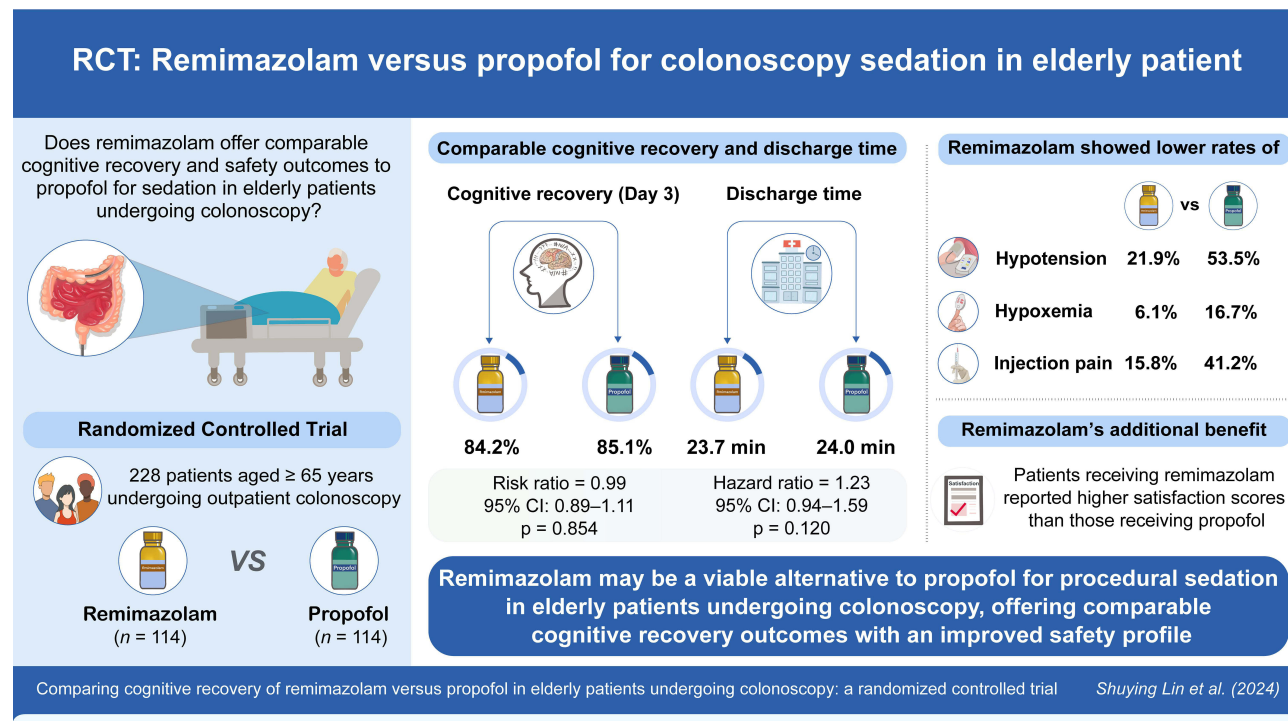 RCT: Remimazolam versus propofol for colonoscopy sedation in elderly patient
Does remimazolam offer comparable
cognitive recovery and safety outcomes to
propofol for sedation in elderly patients
undergoing colonoscopy?
Randomized Controlled Trial
228 patients aged ≥ 65 years
undergoing outpatient colonoscopy
Remimazolam
VS
Propofol
Remimazolam
(n = 114)
Propofol
(n = 114)
Comparable cognitive recovery and discharge time
Cognitive recovery (Day 3)
Discharge time
Remimazolam
Propofol
Remimazolam
Propofol
84.2%
85.1%
23.7 min
24.0 min
Risk ratio = 0.99
95% CI: 0.89–1.11
p = 0.854
Hazard ratio = 1.23
95% CI: 0.94–1.59
p = 0.120
Remimazolam showed lower rates of
Remimazolam
vs
Propofol
Hypotension 21.9% 53.5%
Hypoxemia 6.1% 16.7%
Injection pain 15.8% 41.2%
Remimazolam’s additional benefit
Satisfaction
Patients receiving remimazolam
reported higher satisfaction scores
than those receiving propofol
Remimazolam may be a viable alternative to propofol for procedural sedation
in elderly patients undergoing colonoscopy, offering comparable
cognitive recovery outcomes with an improved safety profile
Comparing cognitive recovery of remimazolam versus propofol in elderly patients undergoing colonoscopy: a randomized controlled trial
Shuying Lin et al. (2024)